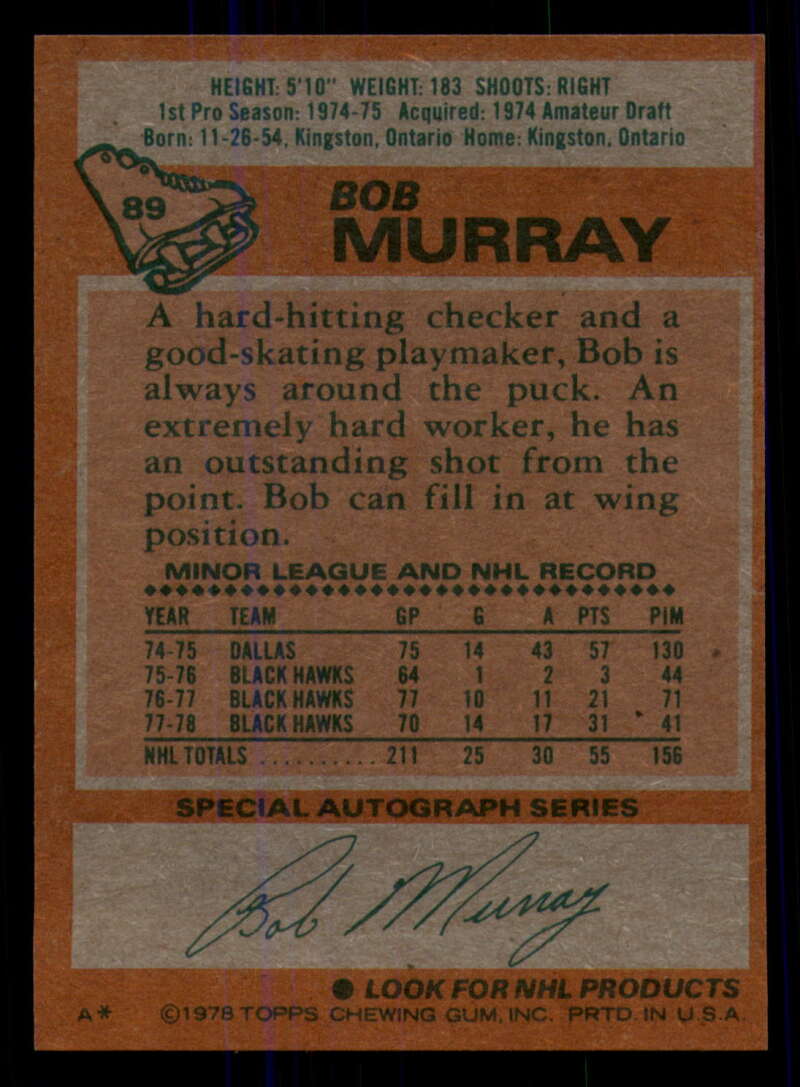 HEIGHT: 5'10" WEIGHT: 183 SHOOTS: RIGHT
1st Pro Season: 1974-75 Acquired: 1974 Amateur Draft
Born: 11-26-54, Kingston, Ontario Home: Kingston, Ontario
89
BOB
MURRAY
A hard-hitting checker and a
good-skating playmaker, Bob is
always around the puck. An
extremely hard worker, he has
an outstanding shot from the
point. Bob can fill in at wing
position.
MINOR LEAGUE AND NHL RECORD
YEAR TEAM GP G A PTS PIM
74-75 DALLAS 75 14 43 57 130
75-76 BLACK HAWKS 64 1 2 3 44
76-77 BLACK HAWKS 77 10 11 21 71
77-78 BLACK HAWKS 70 14 17 31 41
NHL TOTALS .......... 211 25 30 55 156
SPECIAL AUTOGRAPH SERIES
Bob Murray
● LOOK FOR NHL PRODUCTS
A* ©1978 TOPPS CHEWING GUM, INC. PRTD. IN U.S.A.